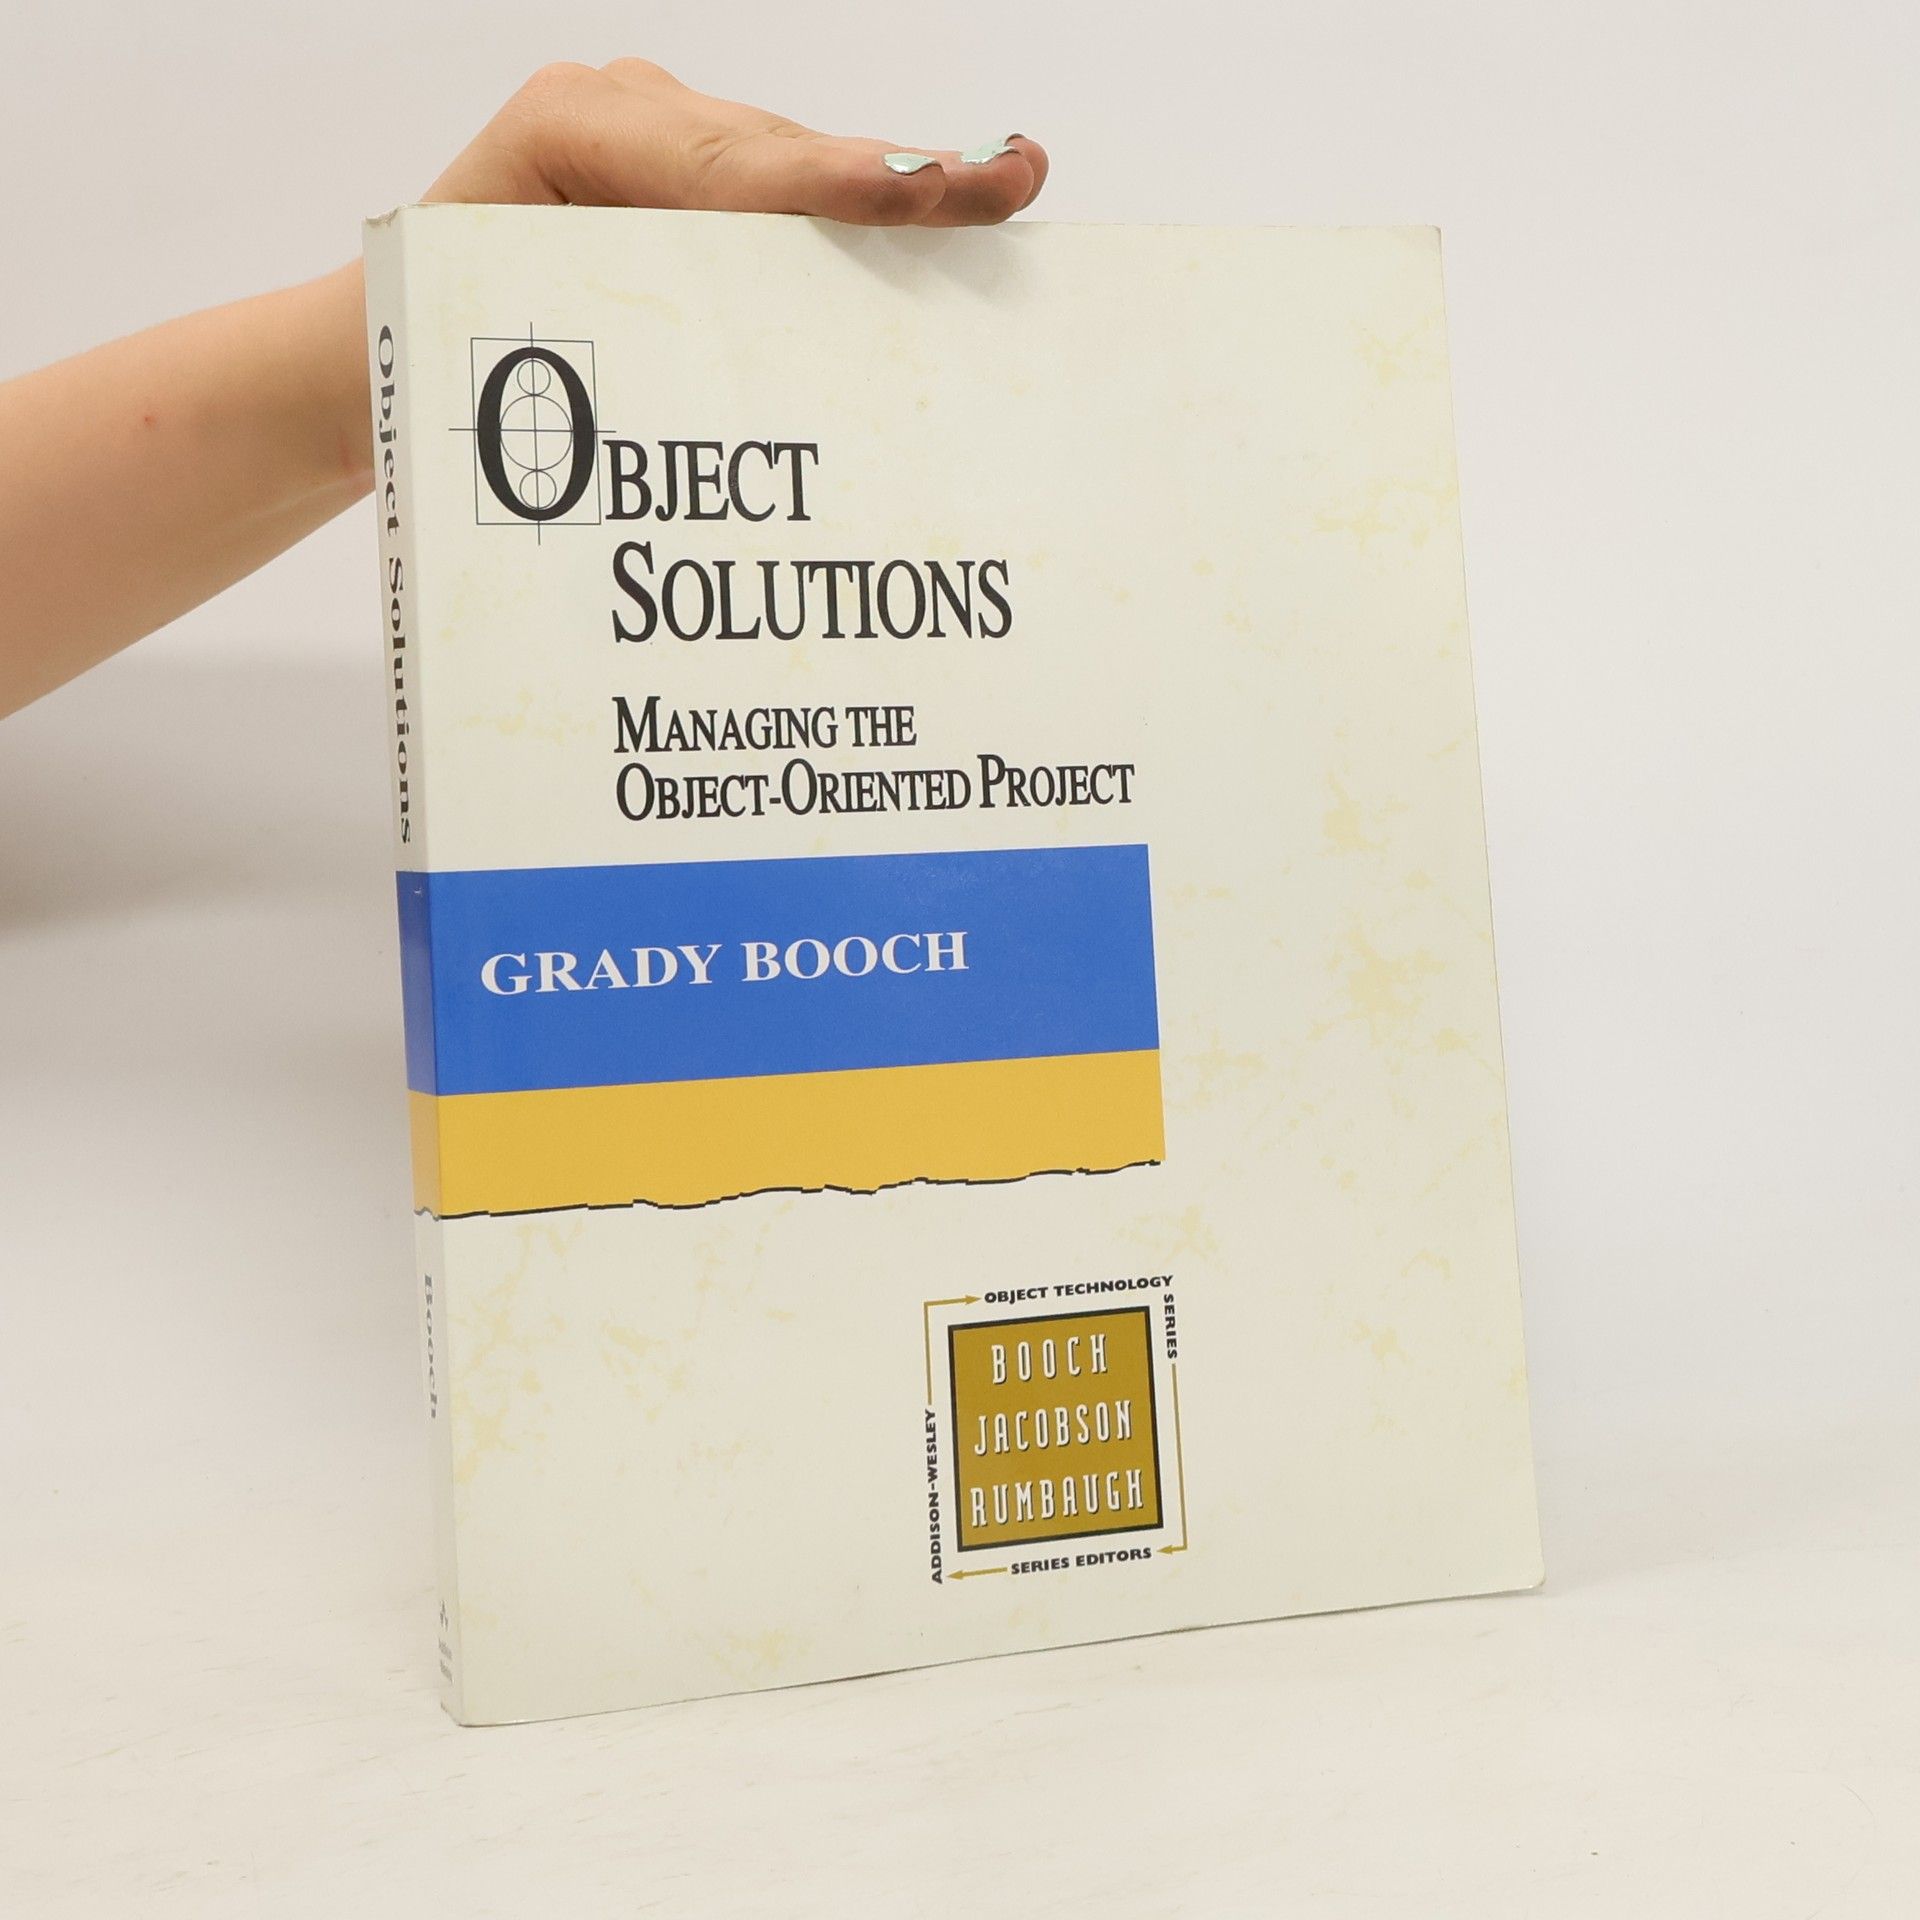 Object Solutions
Booch
OBJECT
SOLUTIONS
MANAGING THE
OBJECT-ORIENTED PROJECT
GRADY BOOCH
OBJECT TECHNOLOGY
SERIES
BOOCH
JACOBSON
RUMBAUGH
ADDISON-WESLEY
SERIES EDITORS